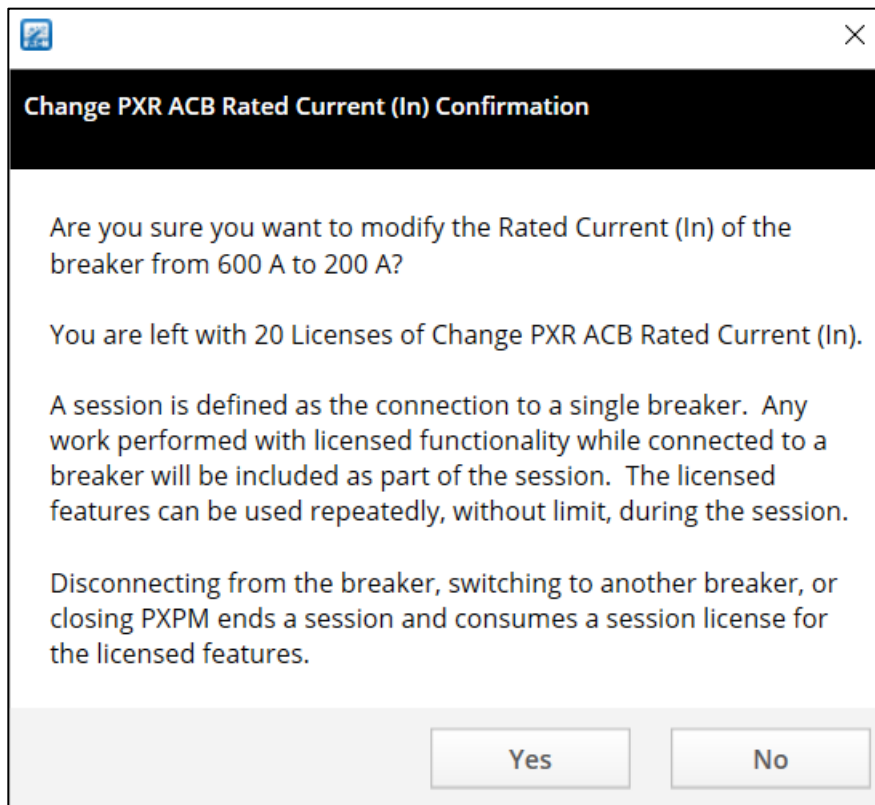 Change PXR ACB Rated Current (In) Confirmation
Are you sure you want to modify the Rated Current (In) of the
breaker from 600 A to 200 A?
You are left with 20 Licenses of Change PXR ACB Rated Current (In).
A session is defined as the connection to a single breaker.  Any
work performed with licensed functionality while connected to a
breaker will be included as part of the session.  The licensed
features can be used repeatedly, without limit, during the session.
Disconnecting from the breaker, switching to another breaker, or
closing PXPM ends a session and consumes a session license for
the licensed features.
Yes
No